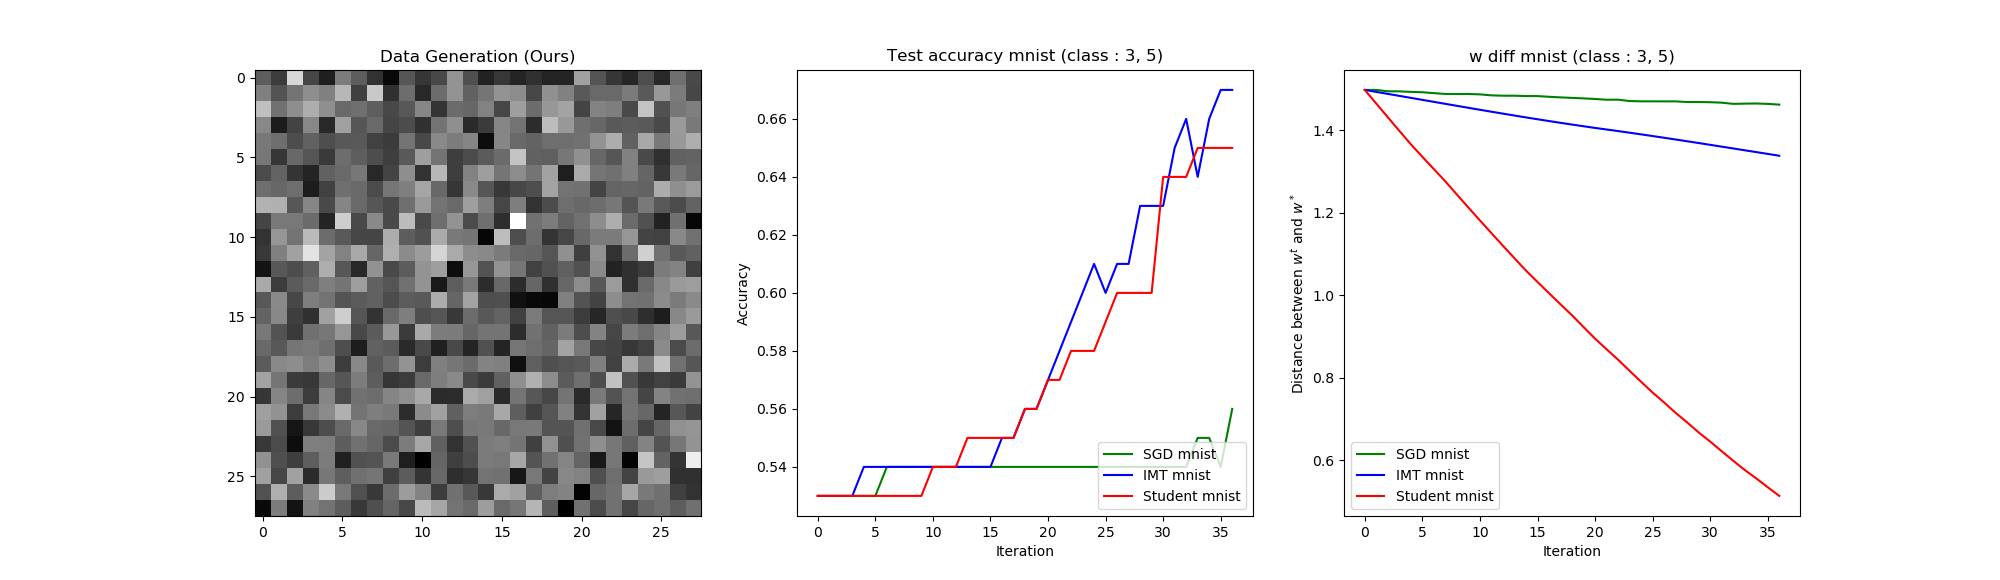 Data Generation (Ours)
0
5
10
15
20
25
0 5 10 15 20 25
Test accuracy mnist (class : 3, 5)
Accuracy
0.66
0.64
0.62
0.60
0.58
0.56
0.54
SGD mnist
IMT mnist
Student mnist
0 5 10 15 20 25 30 35
Iteration
w diff mnist (class : 3, 5)
Distance between w^t and w^*
1.4
1.2
1.0
0.8
0.6
SGD mnist
IMT mnist
Student mnist
0 5 10 15 20 25 30 35
Iteration